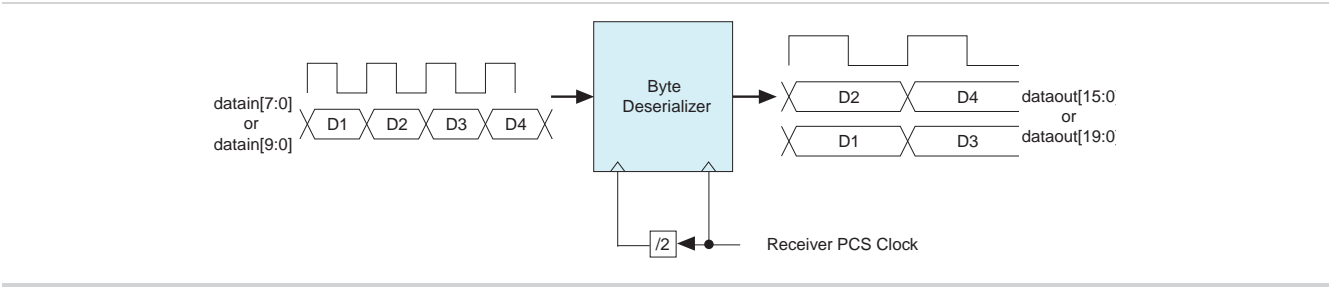 datain[7:0]
or
datain[9:0]
D1 D2 D3 D4
Byte
Deserializer
D2 D4
D1 D3
dataout[15:0]
or
dataout[19:0]
/2
Receiver PCS Clock